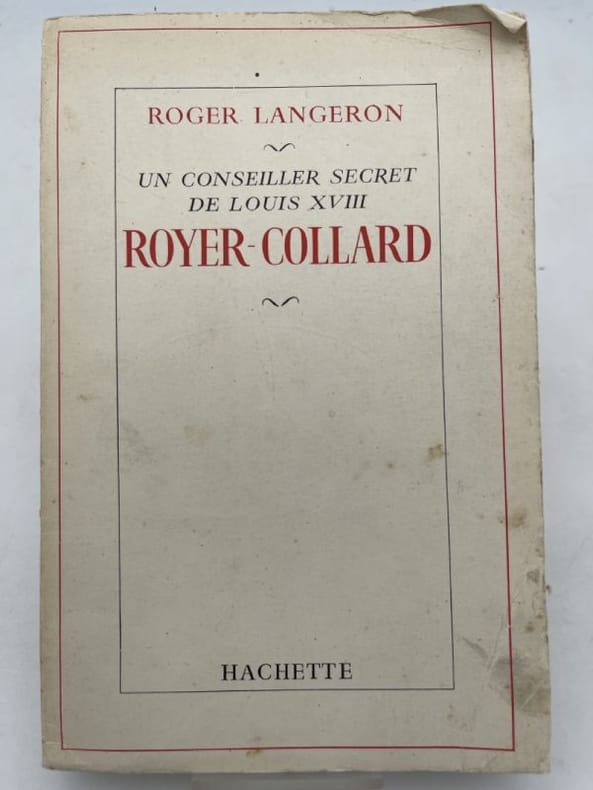 ROGER LANGERON
UN CONSEILLER SECRET
DE LOUIS XVIII
ROYER-COLLARD
HACHETTE